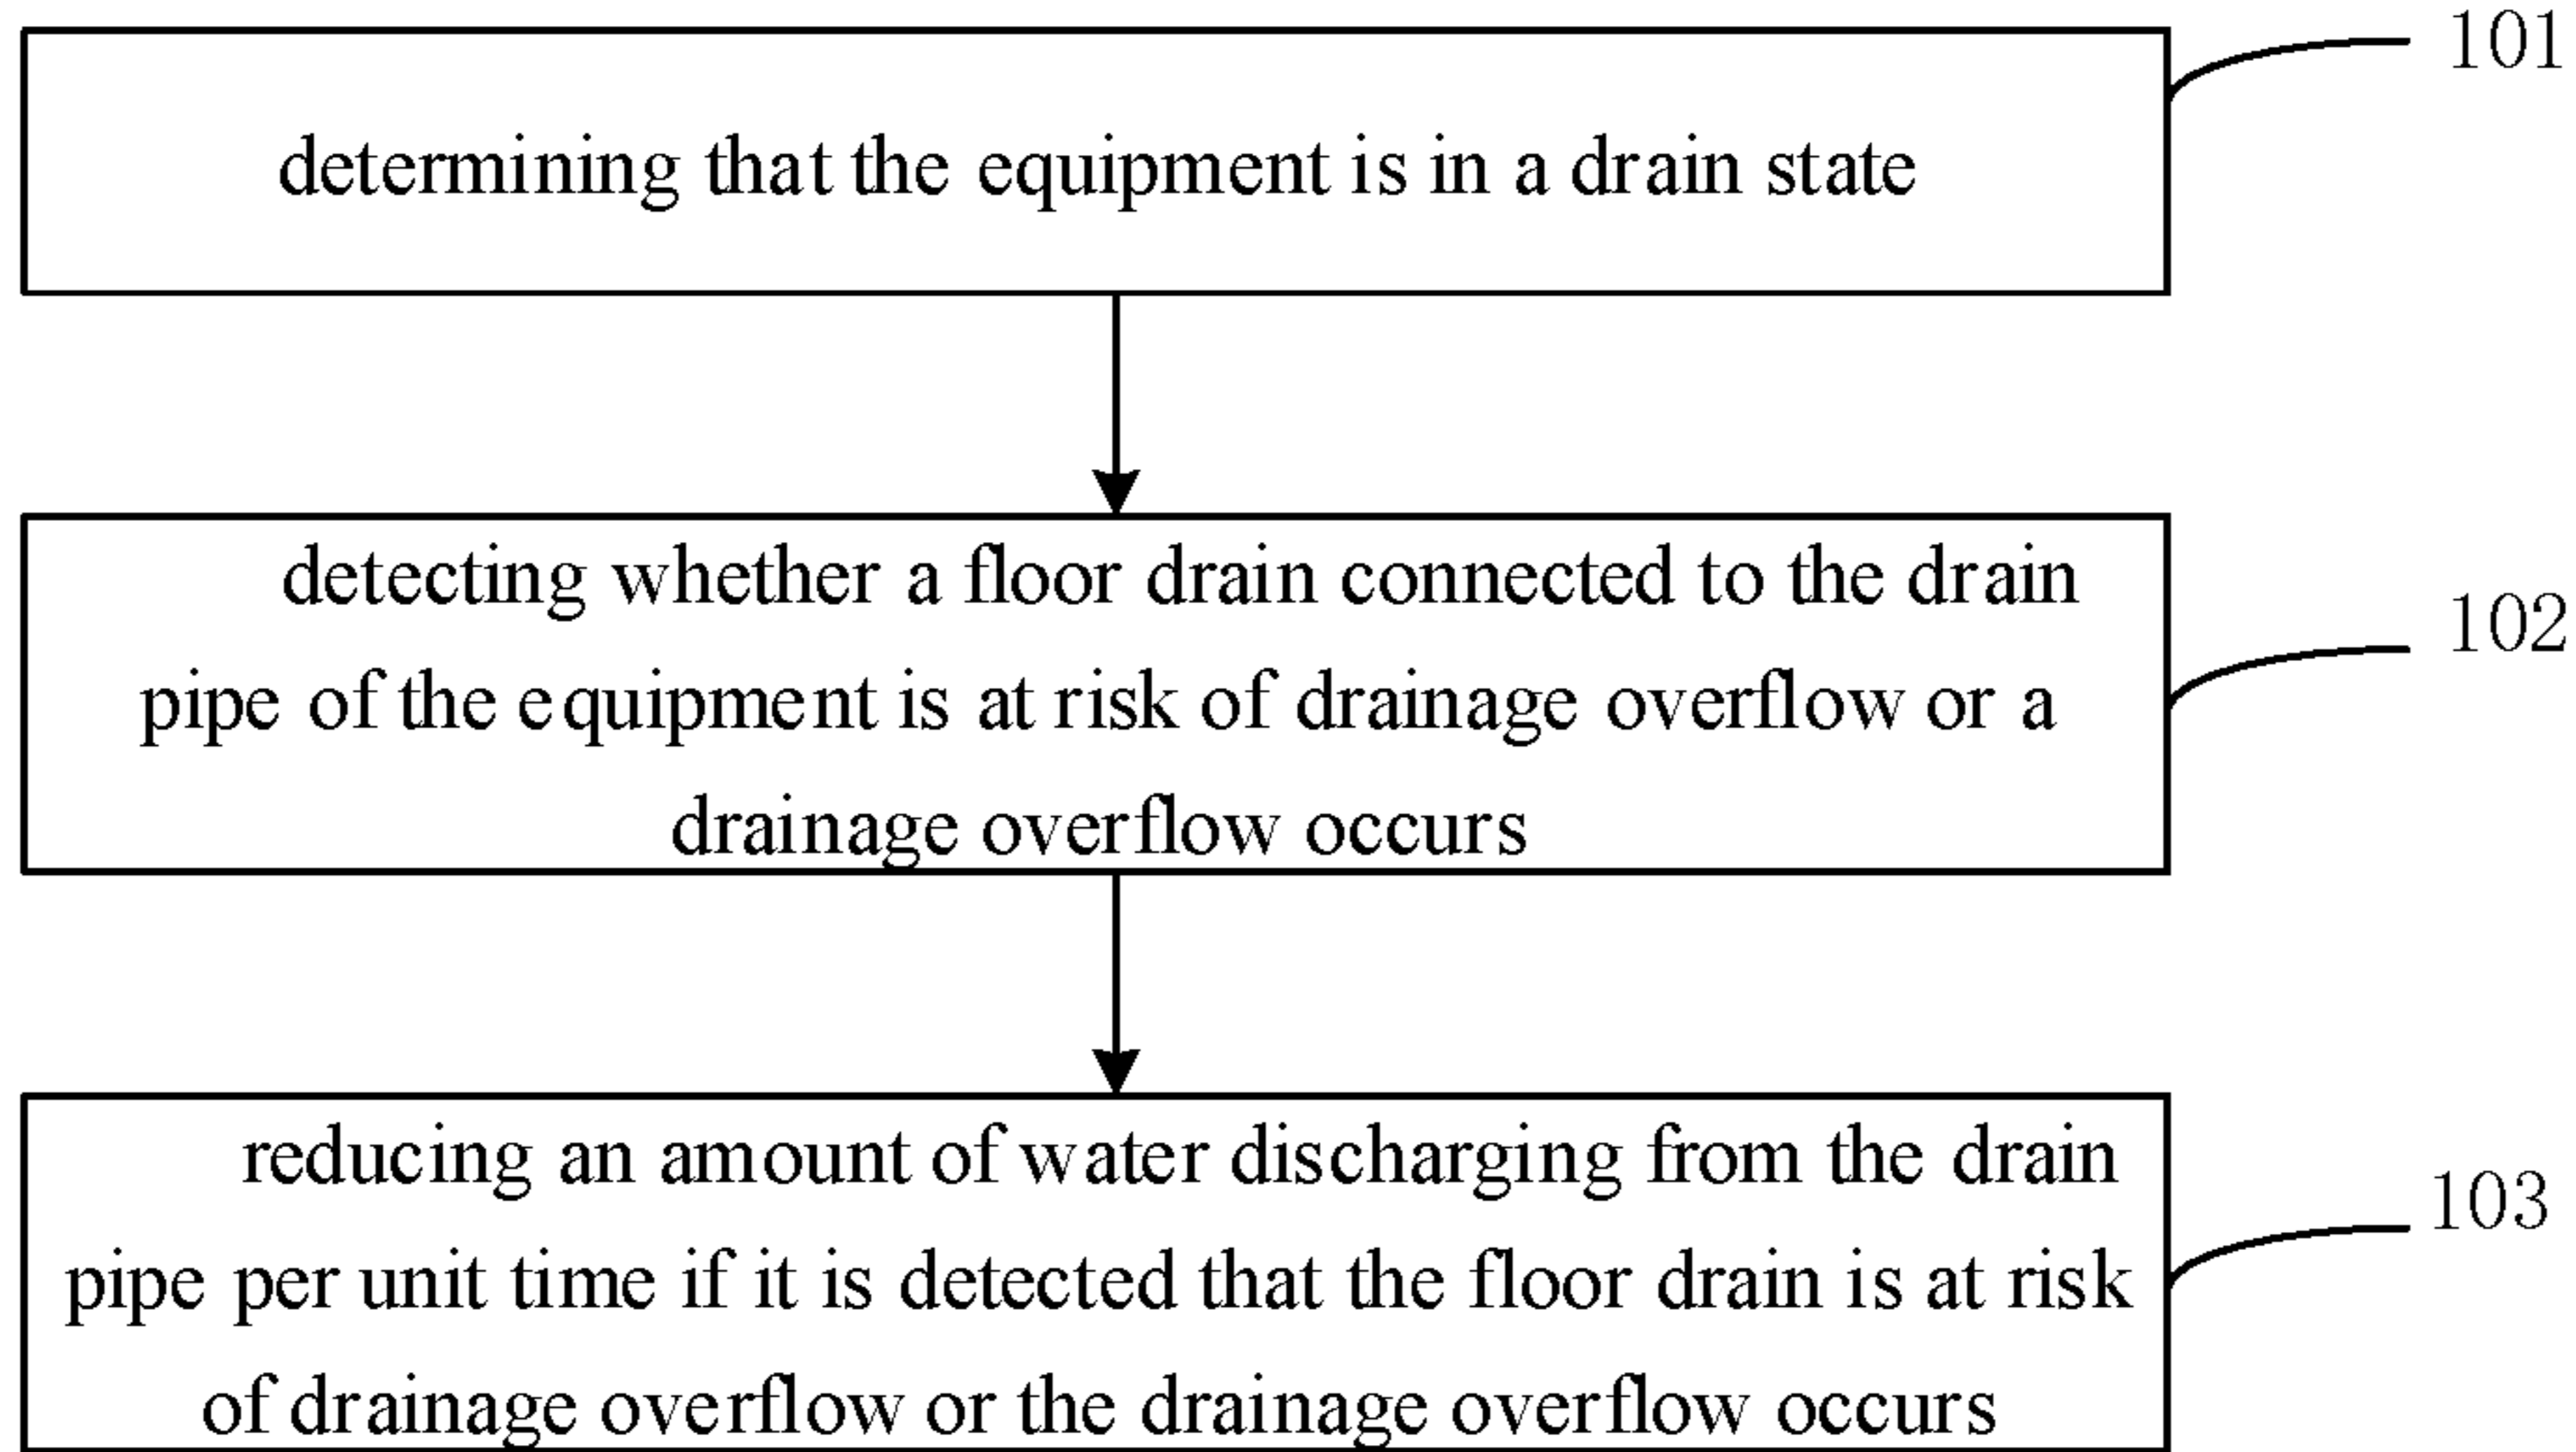 101
determining that the equipment is in a drain state
detecting whether a floor drain connected to the drain
pipe of the equipment is at risk of drainage overflow or a
drainage overflow occurs
102
reducing an amount of water discharging from the drain
pipe per unit time if it is detected that the floor drain is at risk
of drainage overflow or the drainage overflow occurs
103